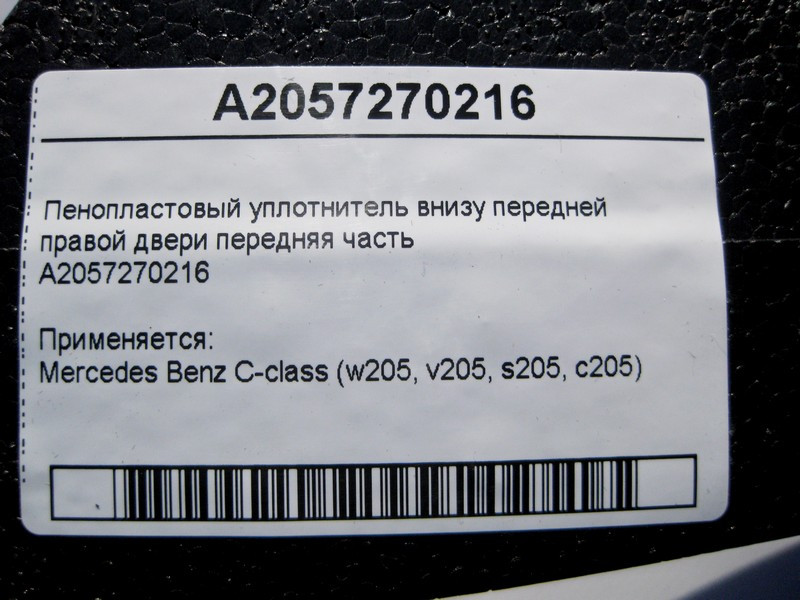 A2057270216
Пенопластовый уплотнитель внизу передней
правой двери передняя часть
A2057270216
Применяется:
Mercedes Benz C-class (w205, v205, s205, c205)